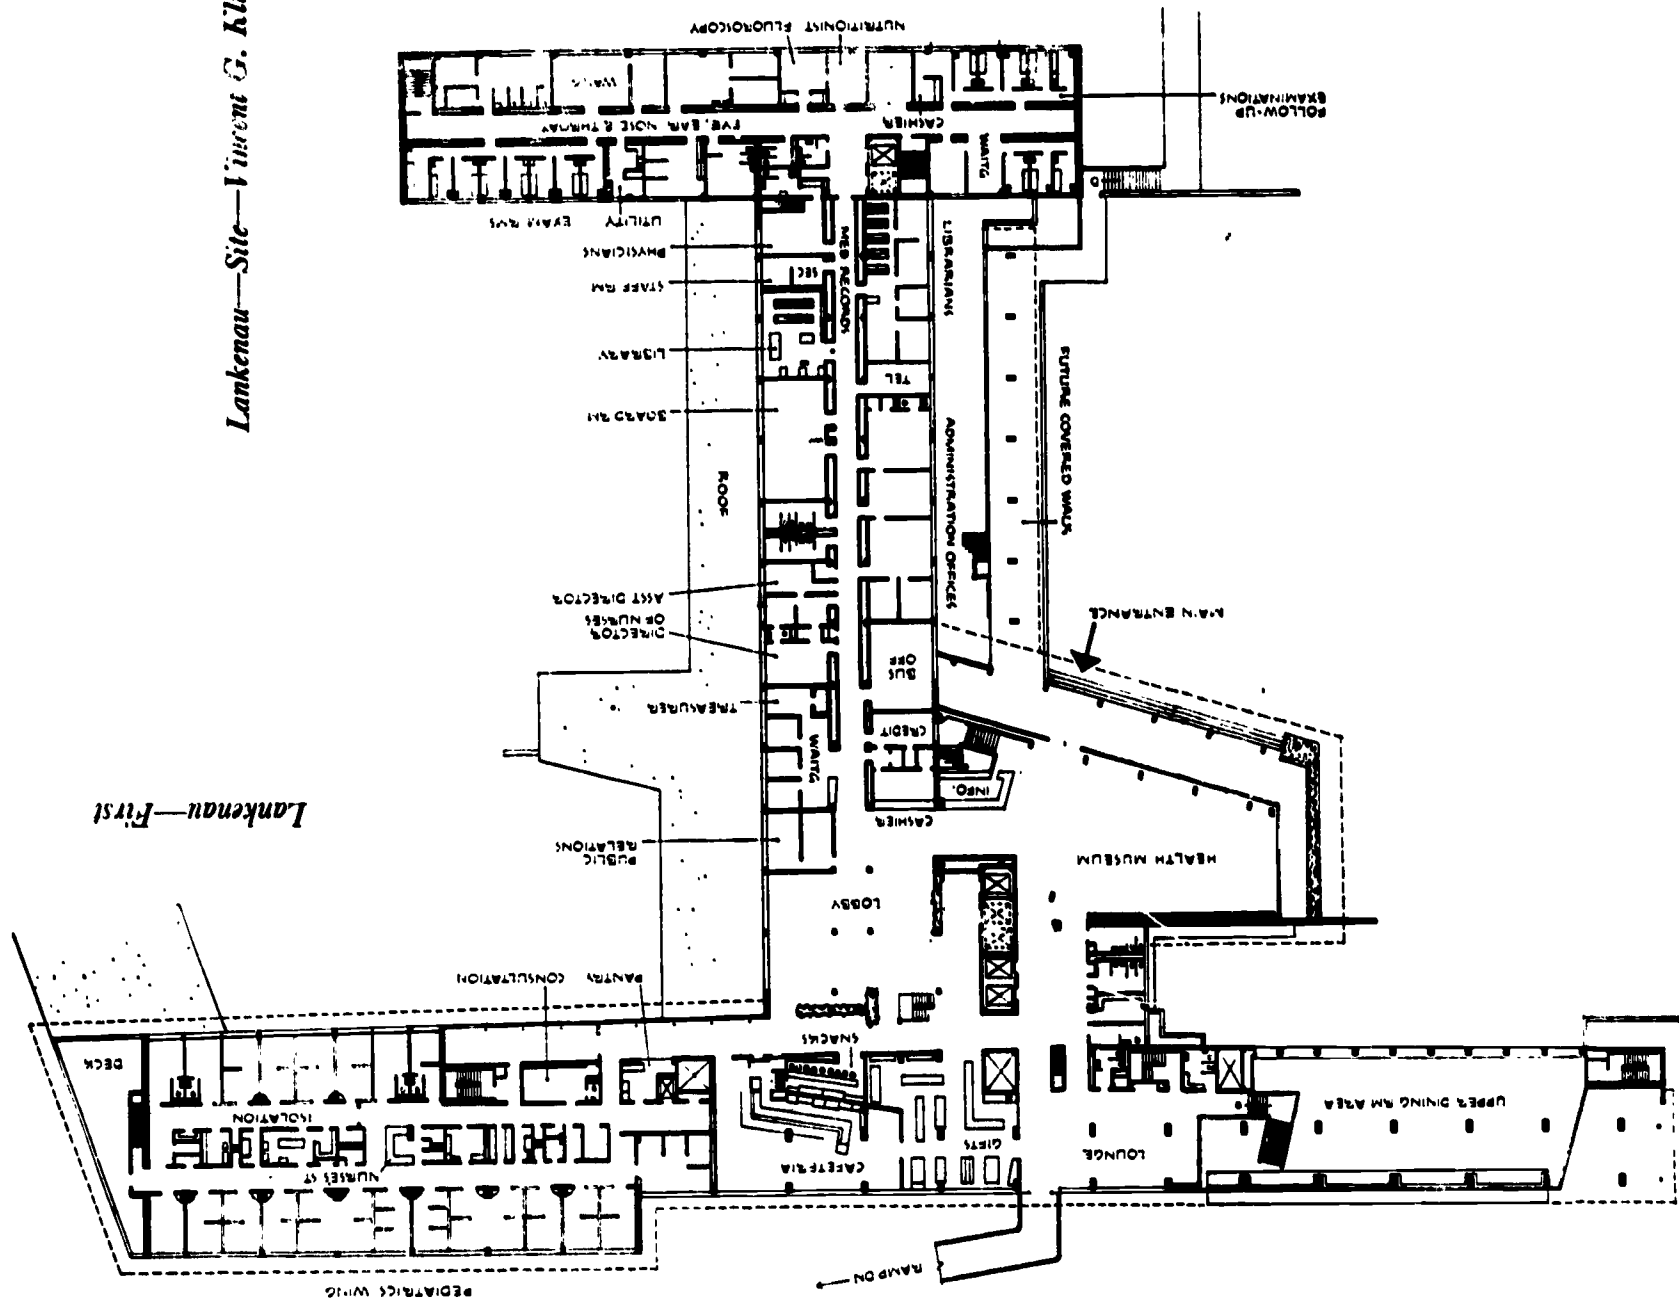 PEDIATRICS WING
RAMP DN
NURSES ST
ISOLATION
DECK
CAFETERIA
GIFTS
LOUNGE
UPPER DINING RM AREA
SNACKS
PANTRY
CONSULTATION
LOBBY
HEALTH MUSEUM
PUBLIC
RELATIONS
CASHIER
INFO.
Lankenau—First
WAITG
CREDIT
TREASURER
BUS
OFF
DIRECTOR
OF NURSES
ASST DIRECTOR
MAIN ENTRANCE
ADMINISTRATION OFFICES
FUTURE COVERED WALK
ROOF
BOARD RM
TEL
LIBRARY
STAFF RM
SEC
PHYSICIANS
MED RECORDS
LIBRARIANS
UTILITY
EXAM RMS
D
WAITG
EYE, EAR, NOSE & THROAT
CASHIER
FOLLOW-UP
EXAMINATIONS
WAITG
NUTRITIONIST
FLUOROSCOPY
Lankenau—Site—Vincent G.